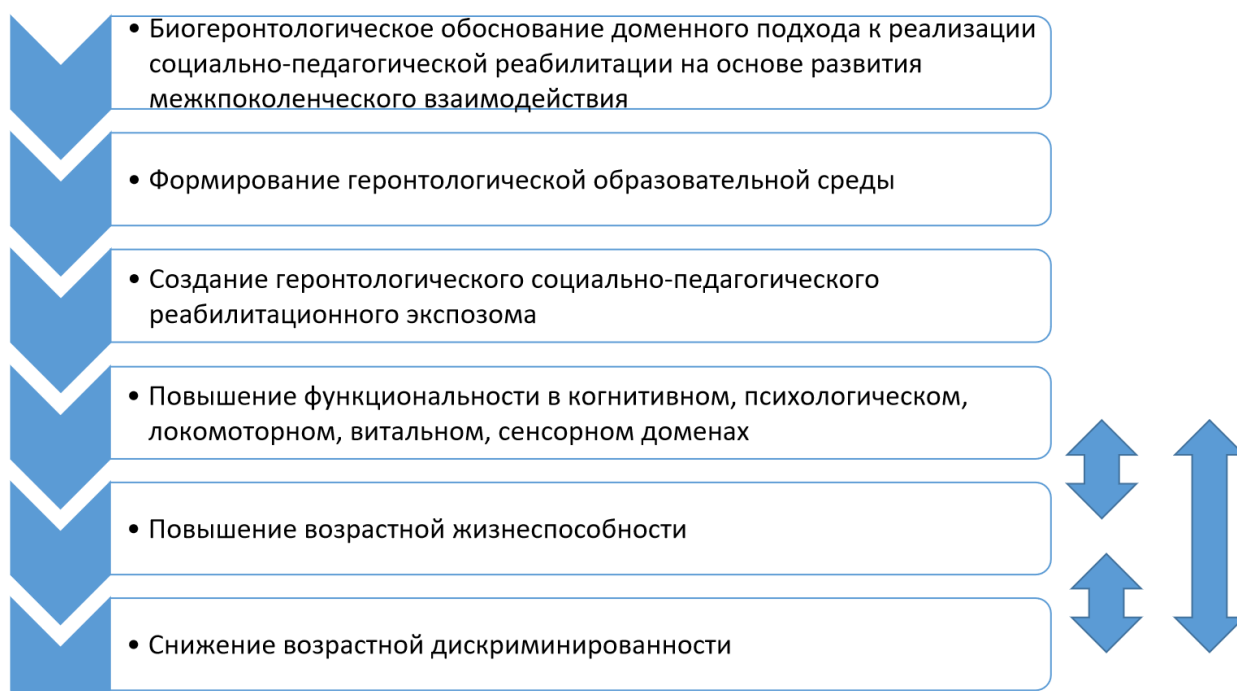 • Биогеронтологическое обоснование доменного подхода к реализации
социально-педагогической реабилитации на основе развития
межкпоколенческого взаимодействия
• Формирование геронтологической образовательной среды
• Создание геронтологического социально-педагогического
реабилитационного экспозома
• Повышение функциональности в когнитивном, психологическом,
локомоторном, витальном, сенсорном доменах
• Повышение возрастной жизнеспособности
• Снижение возрастной дискриминированности